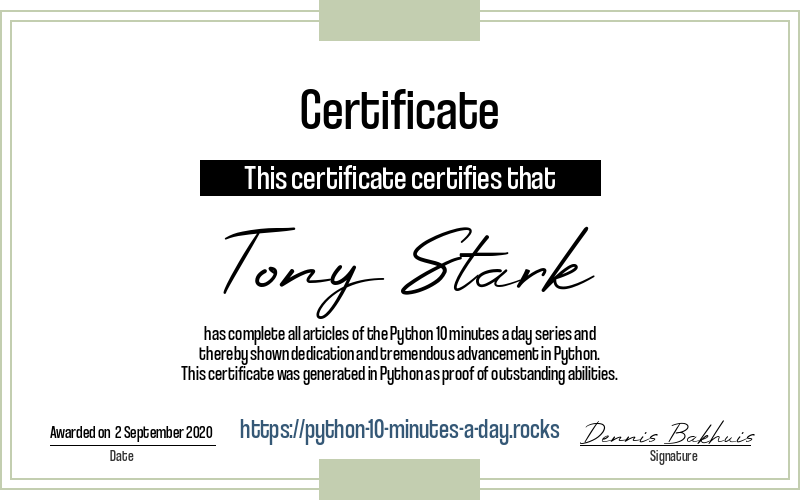 Certificate
This certificate certifies that
Tony Stark
has complete all articles of the Python 10 minutes a day series and
thereby shown dedication and tremendous advancement in Python.
This certificate was generated in Python as proof of outstanding abilities.
Awarded on 2 September 2020
https://python-10-minutes-a-day.rocks
Dennis Bakhuis
Date
Signature